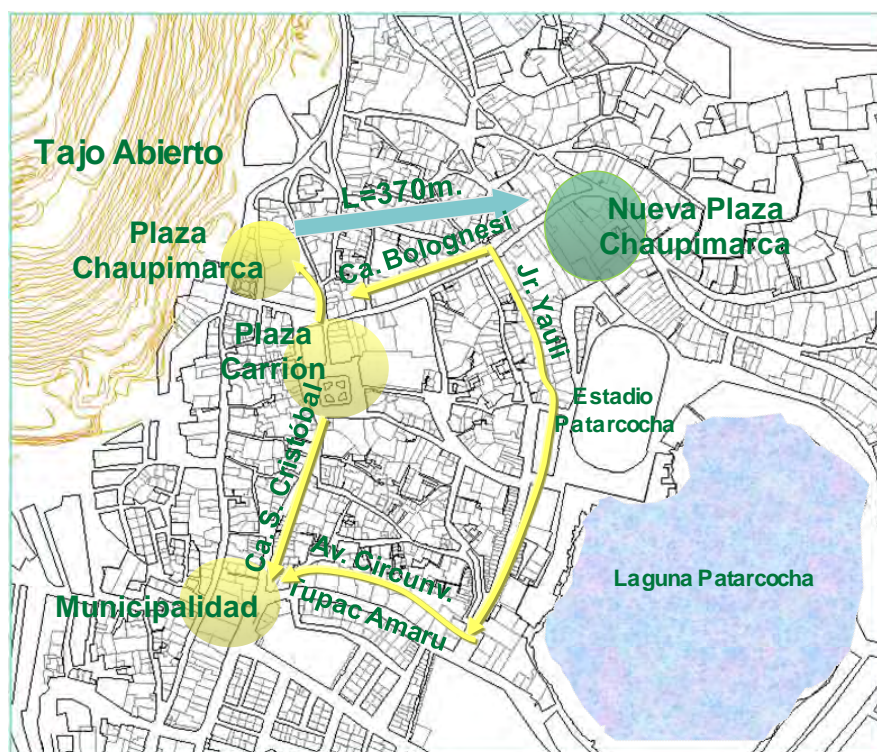 Tajo Abierto
L=370m.
Plaza
Chaupimarca
Nueva Plaza
Chaupimarca
Ca. Bolognesi
Jr. Yauli
Plaza
Carrión
Estadio
Patarcocha
Ca. S. Cristóbal
Av. Circunv.
Tupac Amaru
Municipalidad
Laguna Patarcocha